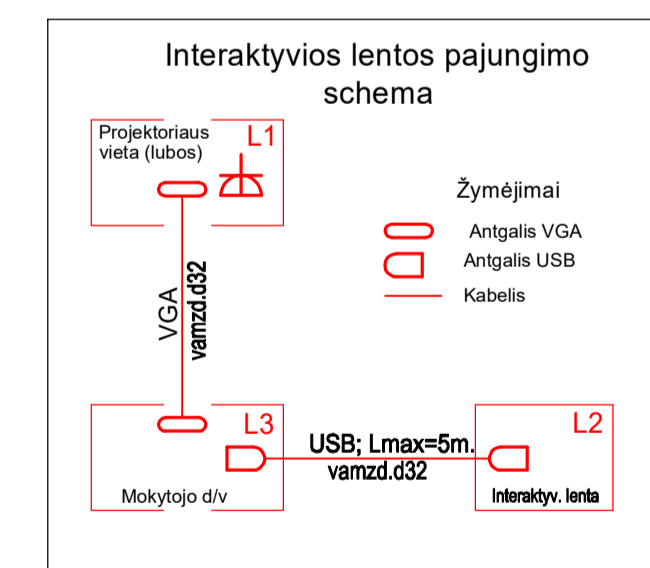 Interaktyvios lentos pajungimo
schema
Projektoriaus
vieta (lubos)
L1
Žymėjimai
Antgalis VGA
Antgalis USB
Kabelis
VGA
vamzd.d32
L3
Mokytojo d/v
USB; Lmax=5m.
vamzd.d32
L2
Interaktyv. lenta